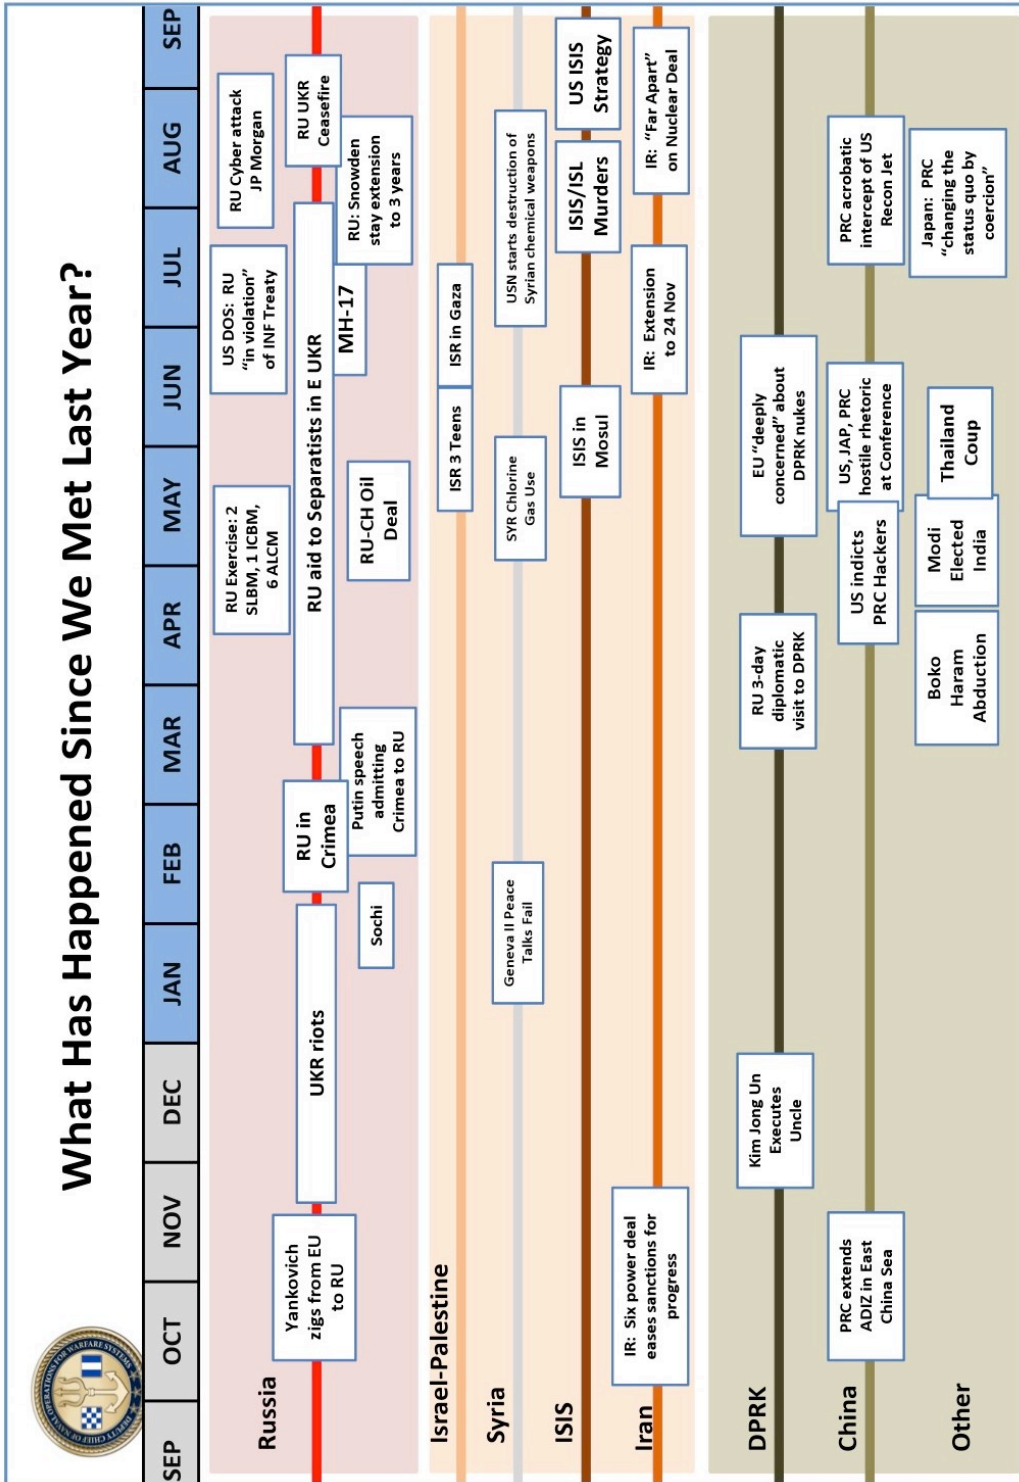 What Has Happened Since We Met Last Year?
DEPUTY CHIEF OF NAVAL OPERATIONS FOR WARFARE SYSTEMS
SEP
OCT
NOV
DEC
JAN
FEB
MAR
APR
MAY
JUN
JUL
AUG
SEP
Russia
Yankovich
zigs from EU
to RU
UKR riots
Sochi
RU in
Crimea
Putin speech
admitting
Crimea to RU
RU aid to Separatists in E UKR
RU Exercise: 2
SLBM, 1 ICBM,
6 ALCM
RU-CH Oil
Deal
US DOS: RU
“in violation”
of INF Treaty
MH-17
RU Cyber attack
JP Morgan
RU: Snowden
stay extension
to 3 years
RU UKR
Ceasefire
Israel-Palestine
ISR 3 Teens
ISR in Gaza
Syria
Geneva II Peace
Talks Fail
SYR Chlorine
Gas Use
USN starts destruction of
Syrian chemical weapons
ISIS
ISIS in
Mosul
ISIS/ISL
Murders
US ISIS
Strategy
Iran
IR: Six power deal
eases sanctions for
progress
IR: Extension
to 24 Nov
IR: “Far Apart”
on Nuclear Deal
DPRK
Kim Jong Un
Executes
Uncle
RU 3-day
diplomatic
visit to DPRK
EU “deeply
concerned” about
DPRK nukes
China
PRC extends
ADIZ in East
China Sea
US indicts
PRC Hackers
US, JAP, PRC
hostile rhetoric
at Conference
PRC acrobatic
intercept of US
Recon Jet
Other
Boko
Haram
Abduction
Modi
Elected
India
Thailand
Coup
Japan: PRC
“changing the
status quo by
coercion”